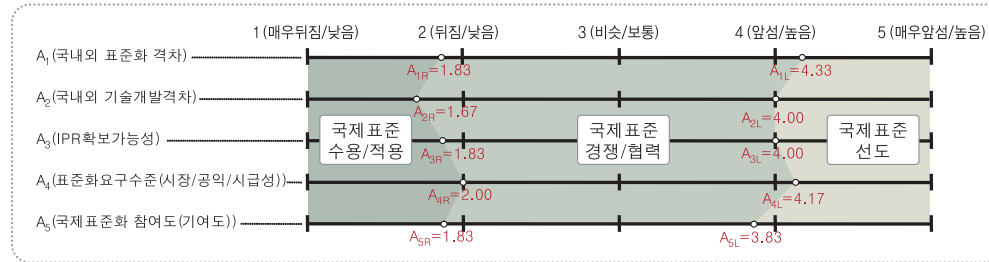 1 (매우뒤짐/낮음) 2 (뒤짐/낮음) 3 (비슷/보통) 4 (앞섬/높음) 5 (매우앞섬/높음)
A1(국내외 표준화 격차)
A1R=1.83 A1L=4.33
A2(국내외 기술개발격차)
A2R=1.67 A2L=4.00
국제표준 수용/적용
국제표준 경쟁/협력
국제표준 선도
A3(IPR확보가능성)
A3R=1.83 A3L=4.00
A4(표준화요구수준(시장/공익/시급성))
A4R=2.00 A4L=4.17
A5(국제표준화 참여도(기여도))
A5R=1.83 A5L=3.83